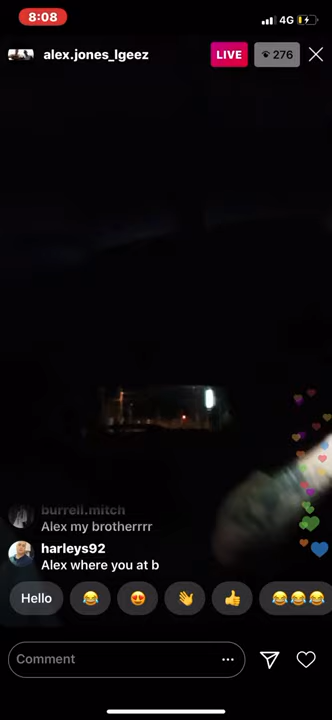 8:08
4G
alex.jones_lgeez
LIVE
276
burrell.mitch
Alex my brotherrrr
harleys92
Alex where you at b
Hello
Comment